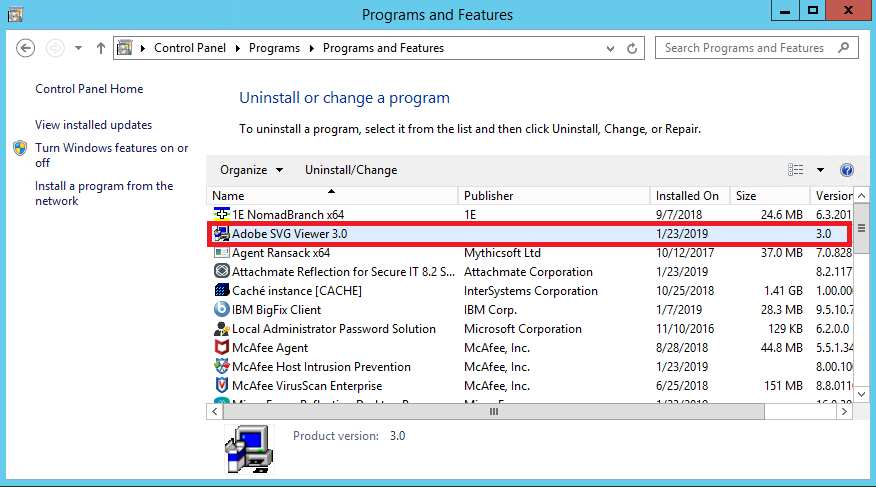 Programs and Features
Control Panel Programs Programs and Features
Search Programs and Features
Control Panel Home
View installed updates
Turn Windows features on or
off
Install a program from the
network
Uninstall or change a program
To uninstall a program, select it from the list and then click Uninstall, Change, or Repair.
Organize Uninstall/Change
Name Publisher Installed On Size Version
1E NomadBranch x64 1E 9/7/2018 24.6 MB 6.3.201
Adobe SVG Viewer 3.0 1/23/2019 3.0
Agent Ransack x64 Mythicsoft Ltd 10/12/2017 37.0 MB 7.0.828
Attachmate Reflection for Secure IT 8.2 S... Attachmate Corporation 1/23/2019 8.2.117
Caché instance [CACHE] InterSystems Corporation 10/25/2018 1.41 GB 1.00.000
IBM BigFix Client IBM Corp. 1/7/2019 28.3 MB 9.5.10.7
Local Administrator Password Solution Microsoft Corporation 11/10/2016 129 KB 6.2.0.0
McAfee Agent McAfee, Inc. 8/28/2018 44.8 MB 5.5.1.34
McAfee Host Intrusion Prevention McAfee, Inc. 1/23/2019 8.00.100
McAfee VirusScan Enterprise McAfee, Inc. 6/25/2018 151 MB 8.8.0110
Product version: 3.0